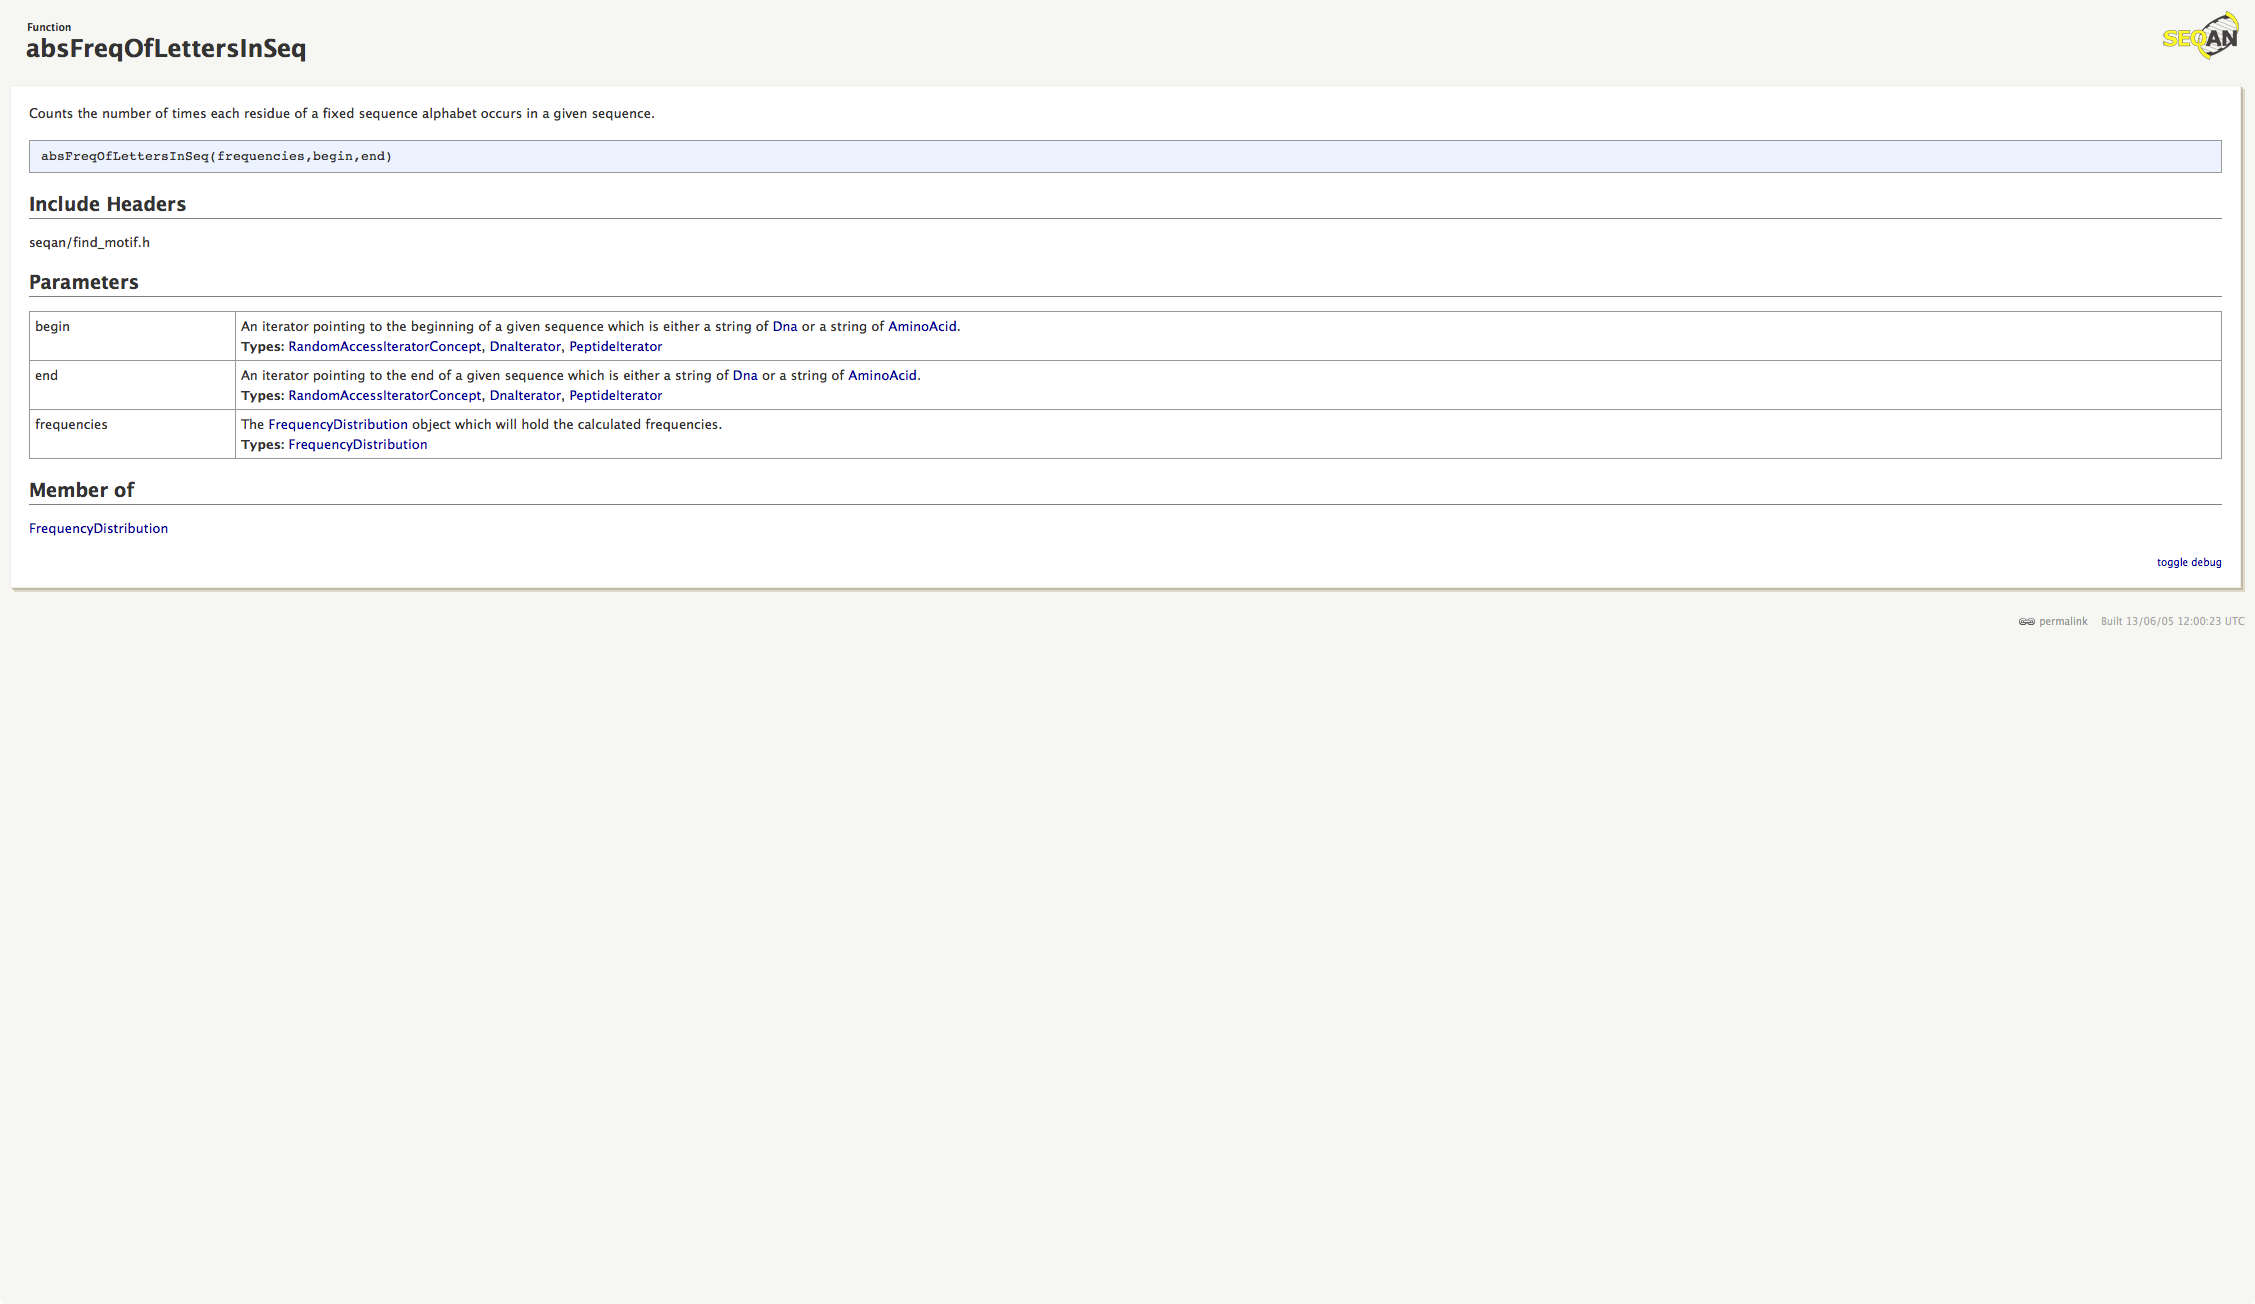 Function
absFreqOfLettersInSeq
SEQAN
Counts the number of times each residue of a fixed sequence alphabet occurs in a given sequence.
absFreqOfLettersInSeq(frequencies,begin,end)
Include Headers
seqan/find_motif.h
Parameters
begin
An iterator pointing to the beginning of a given sequence which is either a string of Dna or a string of AminoAcid.
Types: RandomAccessIteratorConcept, DnaIterator, PeptideIterator
end
An iterator pointing to the end of a given sequence which is either a string of Dna or a string of AminoAcid.
Types: RandomAccessIteratorConcept, DnaIterator, PeptideIterator
frequencies
The FrequencyDistribution object which will hold the calculated frequencies.
Types: FrequencyDistribution
Member of
FrequencyDistribution
toggle debug
permalink Built 13/06/05 12:00:23 UTC